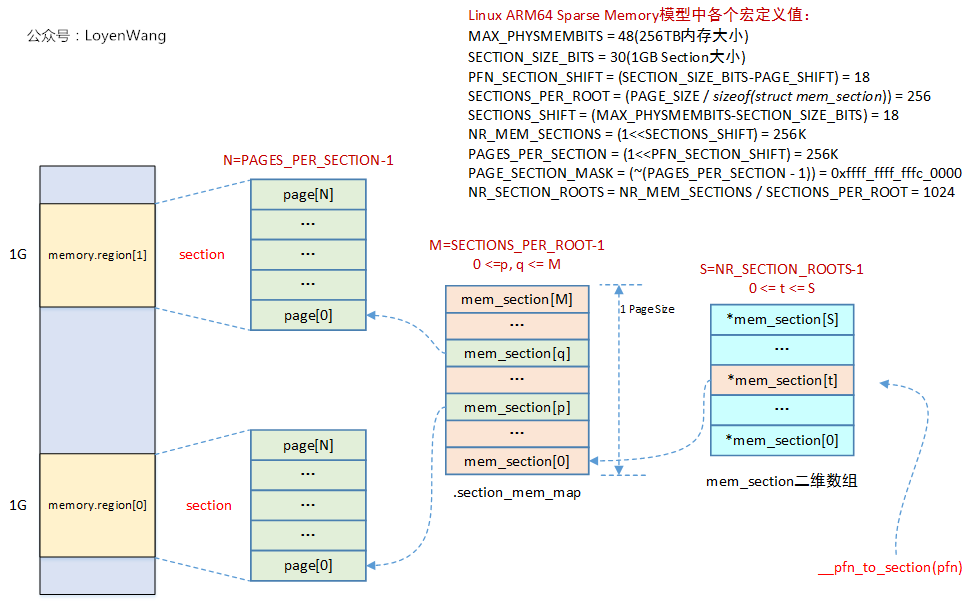 公众号：LoyenWang
Linux ARM64 Sparse Memory模型中各个宏定义值：
MAX_PHYSMEMBITS = 48(256TB内存大小)
SECTION_SIZE_BITS = 30(1GB Section大小)
PFN_SECTION_SHIFT = (SECTION_SIZE_BITS-PAGE_SHIFT) = 18
SECTIONS_PER_ROOT = (PAGE_SIZE / sizeof(struct mem_section)) = 256
SECTIONS_SHIFT = (MAX_PHYSMEMBITS-SECTION_SIZE_BITS) = 18
NR_MEM_SECTIONS = (1<<SECTIONS_SHIFT) = 256K
PAGES_PER_SECTION = (1<<PFN_SECTION_SHIFT) = 256K
PAGE_SECTION_MASK = (~(PAGES_PER_SECTION - 1)) = 0xffff_ffff_fffc_0000
NR_SECTION_ROOTS = NR_MEM_SECTIONS / SECTIONS_PER_ROOT = 1024
1G
memory.region[1]
1G
memory.region[0]
N=PAGES_PER_SECTION-1
section
page[N]
...
...
...
page[0]
section
page[N]
...
...
...
page[0]
M=SECTIONS_PER_ROOT-1
0 <=p, q <= M
mem_section[M]
...
mem_section[q]
...
mem_section[p]
...
mem_section[0]
.section_mem_map
1 Page Size
S=NR_SECTION_ROOTS-1
0 <= t <= S
*mem_section[S]
...
*mem_section[t]
...
*mem_section[0]
mem_section二维数组
__pfn_to_section(pfn)